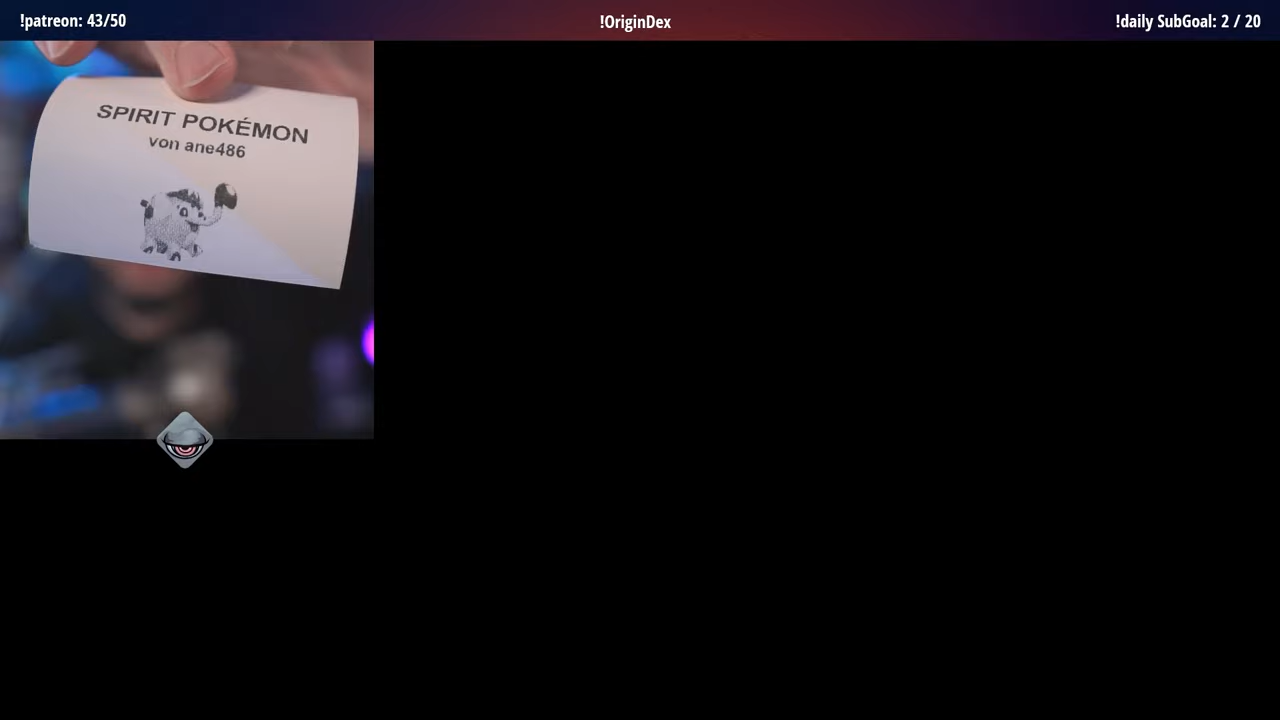 !patreon: 43/50
!OriginDex
!daily SubGoal: 2 / 20
SPIRIT POKÉMON
von ane486